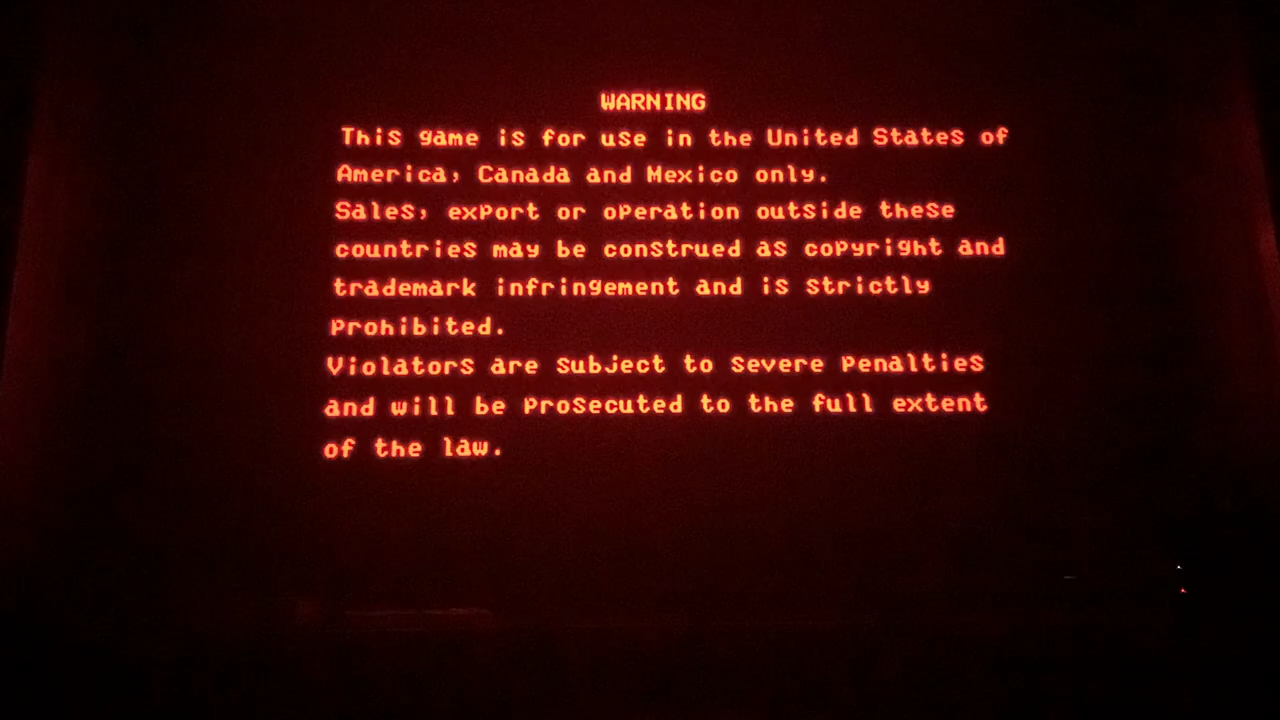 WARNING
This game is for use in the United States of
America, Canada and Mexico only.
Sales, export or operation outside these
countries may be construed as copyright and
trademark infringement and is strictly
prohibited.
Violators are subject to severe penalties
and will be prosecuted to the full extent
of the law.